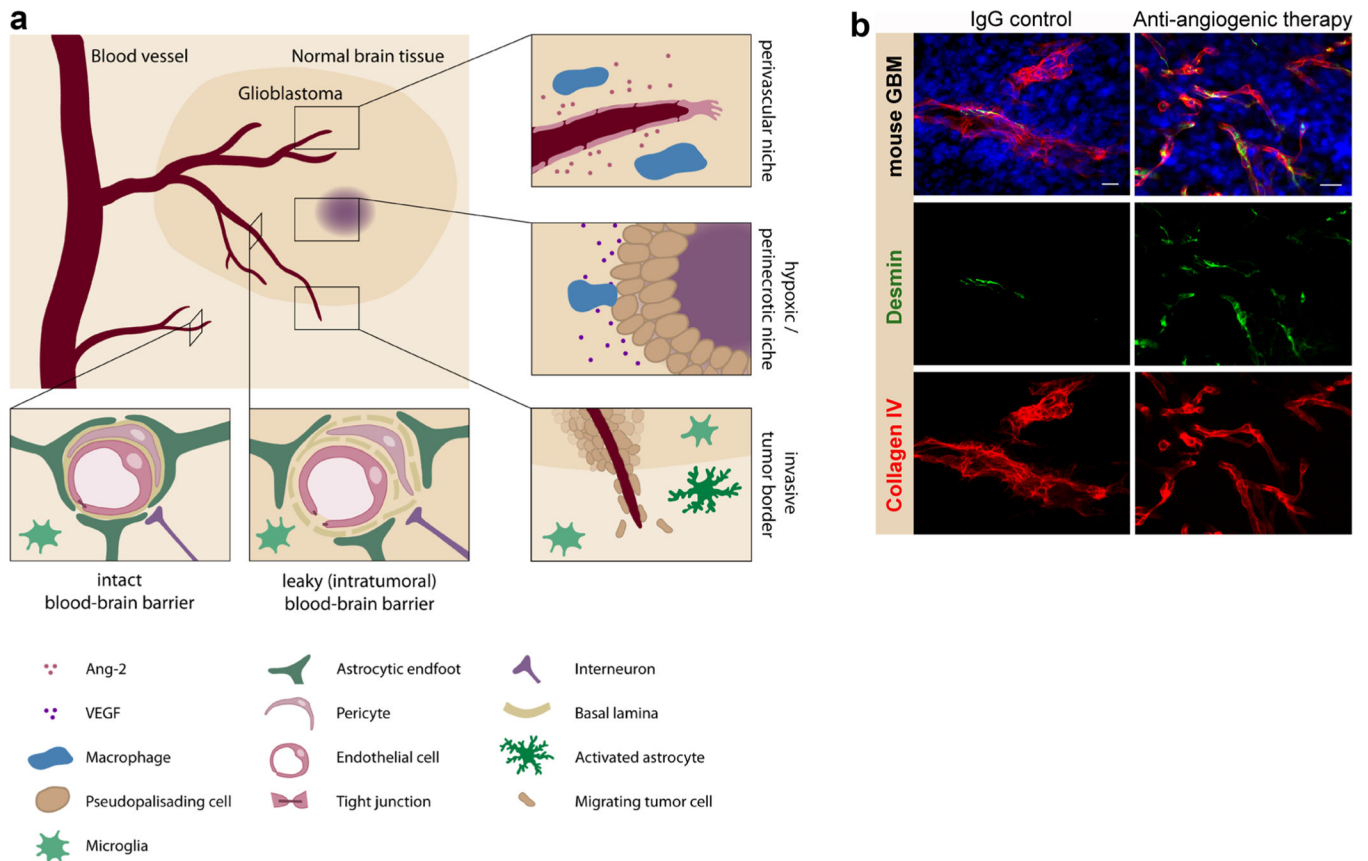 a
Blood vessel
Normal brain tissue
Glioblastoma
perivascular niche
hypoxic /
perinecrotic niche
invasive
tumor border
intact
blood-brain barrier
leaky (intratumoral)
blood-brain barrier
Ang-2
Astrocytic endfoot
Interneuron
VEGF
Pericyte
Basal lamina
Macrophage
Endothelial cell
Activated astrocyte
Pseudopalisading cell
Tight junction
Migrating tumor cell
Microglia
b
IgG control
Anti-angiogenic therapy
mouse GBM
Desmin
Collagen IV